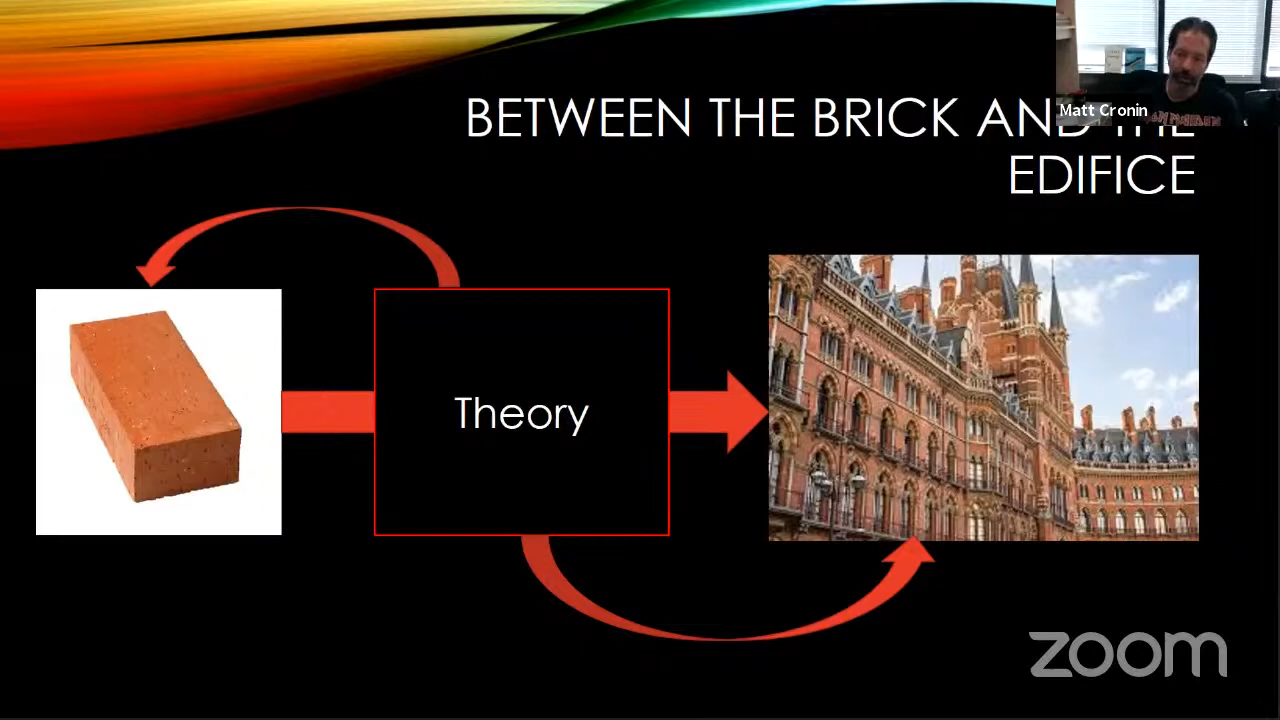 Matt Cronin
BETWEEN THE BRICK AND THE
EDIFICE
Theory
zoom